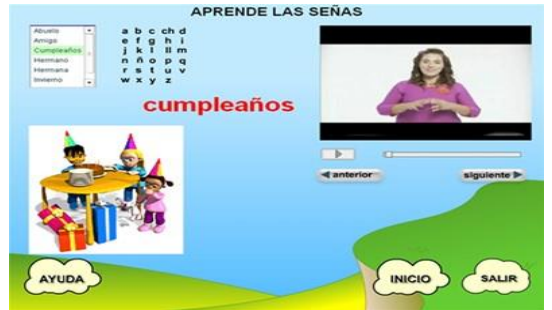 APRENDE LAS SEÑAS
Abuelo
Amigo
Cumpleaños
Hermano
Hermana
Invierno
a b c ch d
e f g h i
j k l ll m
n ñ o p q
r s t u v
w x y z
cumpleaños
anterior
siguiente
AYUDA
INICIO
SALIR